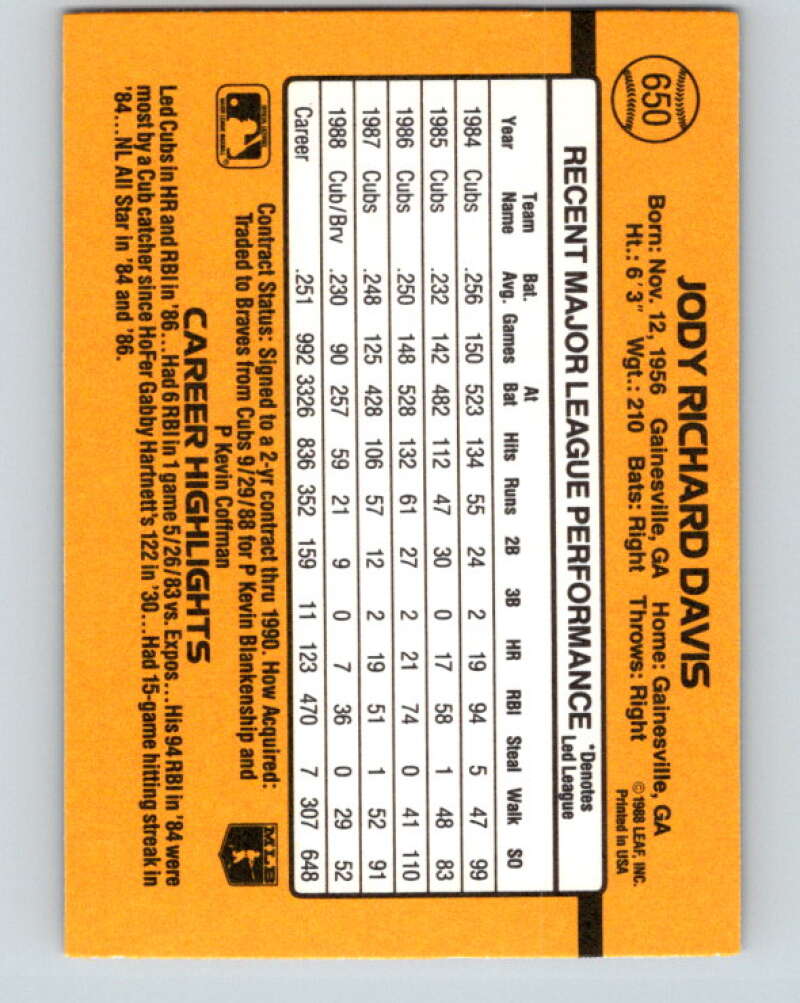 650
JODY RICHARD DAVIS
Born: Nov. 12, 1956 Gainesville, GA Home: Gainesville, GA
Ht.: 6'3" Wgt.: 210 Bats: Right Throws: Right
©1988 LEAF, INC.
Printed in USA
RECENT MAJOR LEAGUE PERFORMANCE *Denotes Led League
Year Team Name Bat. Avg. Games At Bat Hits Runs 2B 3B HR RBI Steal Walk SO
1984 Cubs .256 150 523 134 55 24 2 19 94 5 47 99
1985 Cubs .232 142 482 112 47 30 0 17 58 1 48 83
1986 Cubs .250 148 528 132 61 27 2 21 74 0 41 110
1987 Cubs .248 125 428 106 57 12 2 19 51 1 52 91
1988 Cub/Brv .230 90 257 59 21 9 0 7 36 0 29 52
Career .251 992 3326 836 352 159 11 123 470 7 307 648
Contract Status: Signed to a 2-yr contract thru 1990. How Acquired:
Traded to Braves from Cubs 9/29/88 for P Kevin Blankenship and
P Kevin Coffman
MLB
CAREER HIGHLIGHTS
Led Cubs in HR and RBI in '86...Had 6 RBI in 1 game 5/26/83 vs. Expos...His 94 RBI in '84 were
most by a Cub catcher since HoFer Gabby Hartnett's 122 in '30...Had 15-game hitting streak in
'84...NL All Star in '84 and '86.